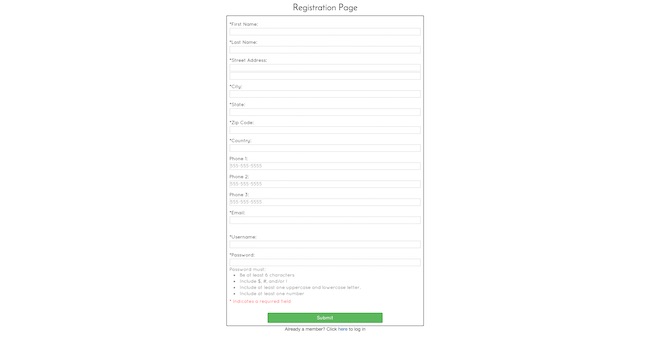 Registration Page
*First Name:
*Last Name:
*Street Address:
*City:
*State:
*Zip Code:
*Country:
Phone 1:
555-555-5555
Phone 2:
555-555-5555
Phone 3:
555-555-5555
*Email:
*Username:
*Password:
Password must:
Be at least 6 characters
Include $, #, and/or !
Include at least one uppercase and lowercase letter.
Include at least one number
* Indicates a required field
Submit
Already a member? Click here to log in